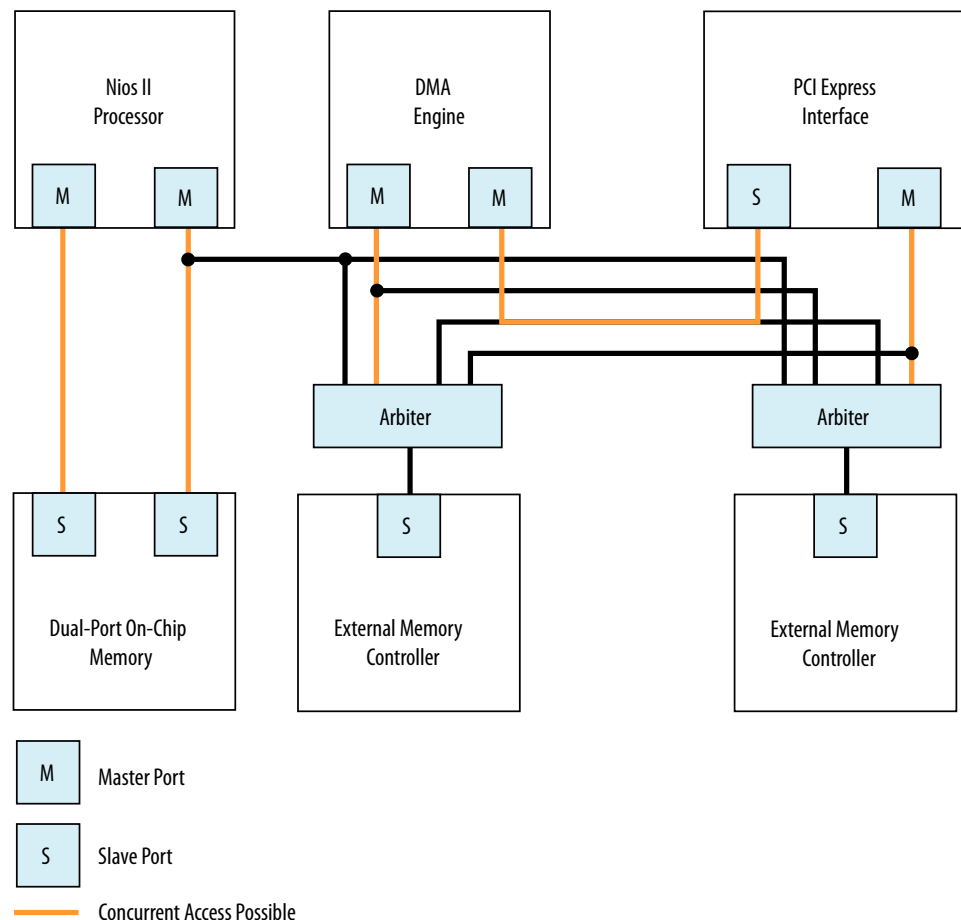 Nios II
Processor
DMA
Engine
PCI Express
Interface
M
M
M
M
S
M
Arbiter
Arbiter
S
S
S
S
Dual-Port On-Chip
Memory
External Memory
Controller
External Memory
Controller
M
Master Port
S
Slave Port
Concurrent Access Possible